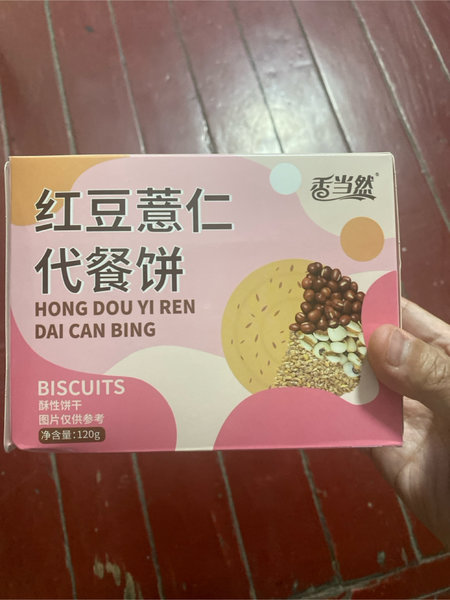 香当然®
红豆薏仁
代餐饼
HONG DOU YI REN
DAI CAN BING
BISCUITS
酥性饼干
图片仅供参考
净含量:120g